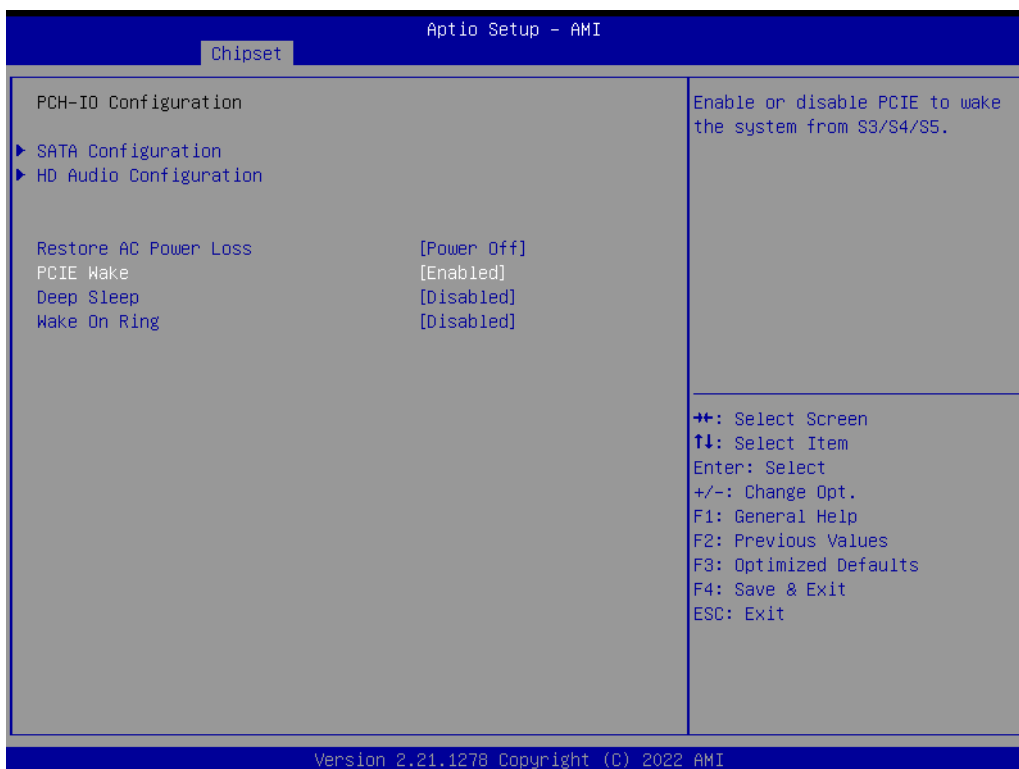 Aptio Setup – AMI
Chipset
PCH-IO Configuration
▶ SATA Configuration
▶ HD Audio Configuration
Restore AC Power Loss [Power Off]
PCIE Wake [Enabled]
Deep Sleep [Disabled]
Wake On Ring [Disabled]
Enable or disable PCIE to wake
the system from S3/S4/S5.
→←: Select Screen
↑↓: Select Item
Enter: Select
+/-: Change Opt.
F1: General Help
F2: Previous Values
F3: Optimized Defaults
F4: Save & Exit
ESC: Exit
Version 2.21.1278 Copyright (C) 2022 AMI